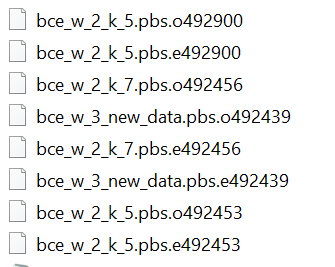 bce_w_2_k_5.pbs.o492900
bce_w_2_k_5.pbs.e492900
bce_w_2_k_7.pbs.o492456
bce_w_3_new_data.pbs.o492439
bce_w_2_k_7.pbs.e492456
bce_w_3_new_data.pbs.e492439
bce_w_2_k_5.pbs.o492453
bce_w_2_k_5.pbs.e492453